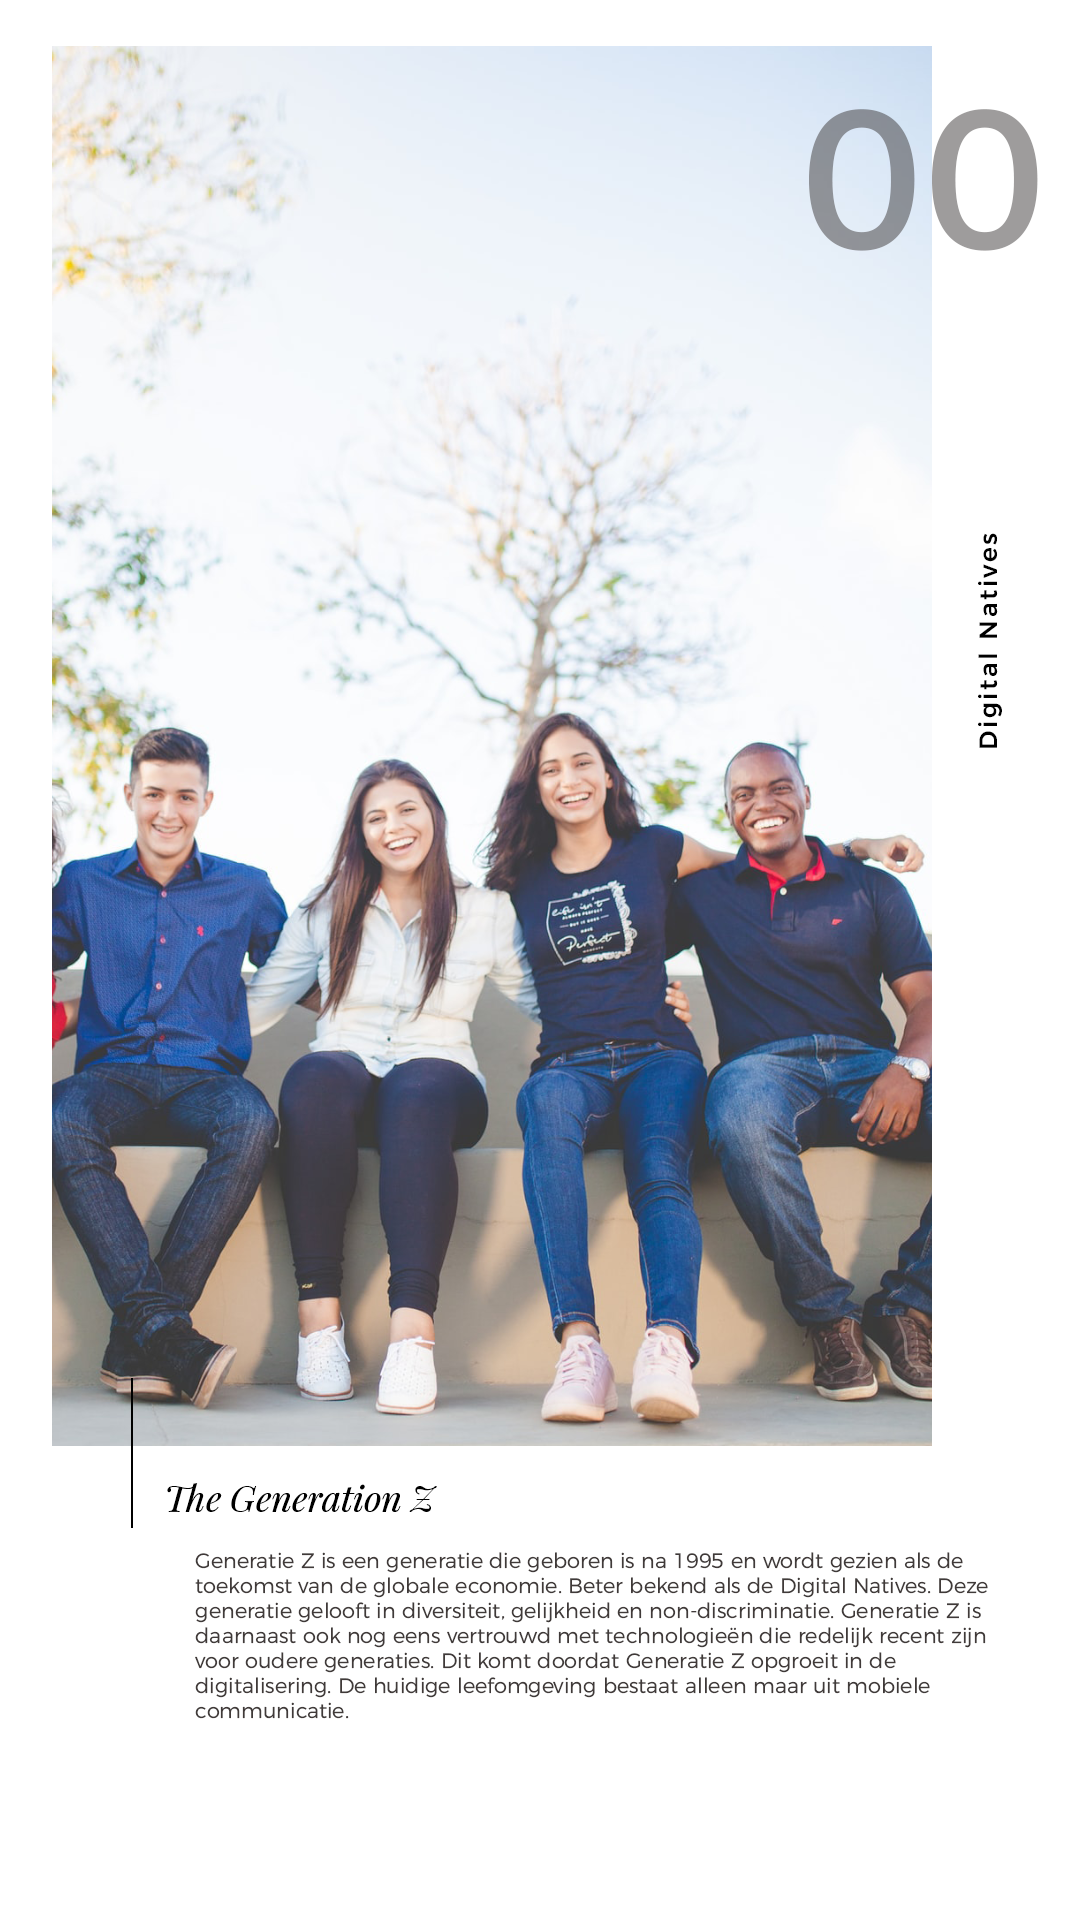 00
Digital Natives
life isn't
ALWAYS PERFECT
BUT IT DOES
HAVE
Perfect
MOMENTS
The Generation Z
Generatie Z is een generatie die geboren is na 1995 en wordt gezien als de
toekomst van de globale economie. Beter bekend als de Digital Natives. Deze
generatie gelooft in diversiteit, gelijkheid en non-discriminatie. Generatie Z is
daarnaast ook nog eens vertrouwd met technologieën die redelijk recent zijn
voor oudere generaties. Dit komt doordat Generatie Z opgroeit in de
digitalisering. De huidige leefomgeving bestaat alleen maar uit mobiele
communicatie.